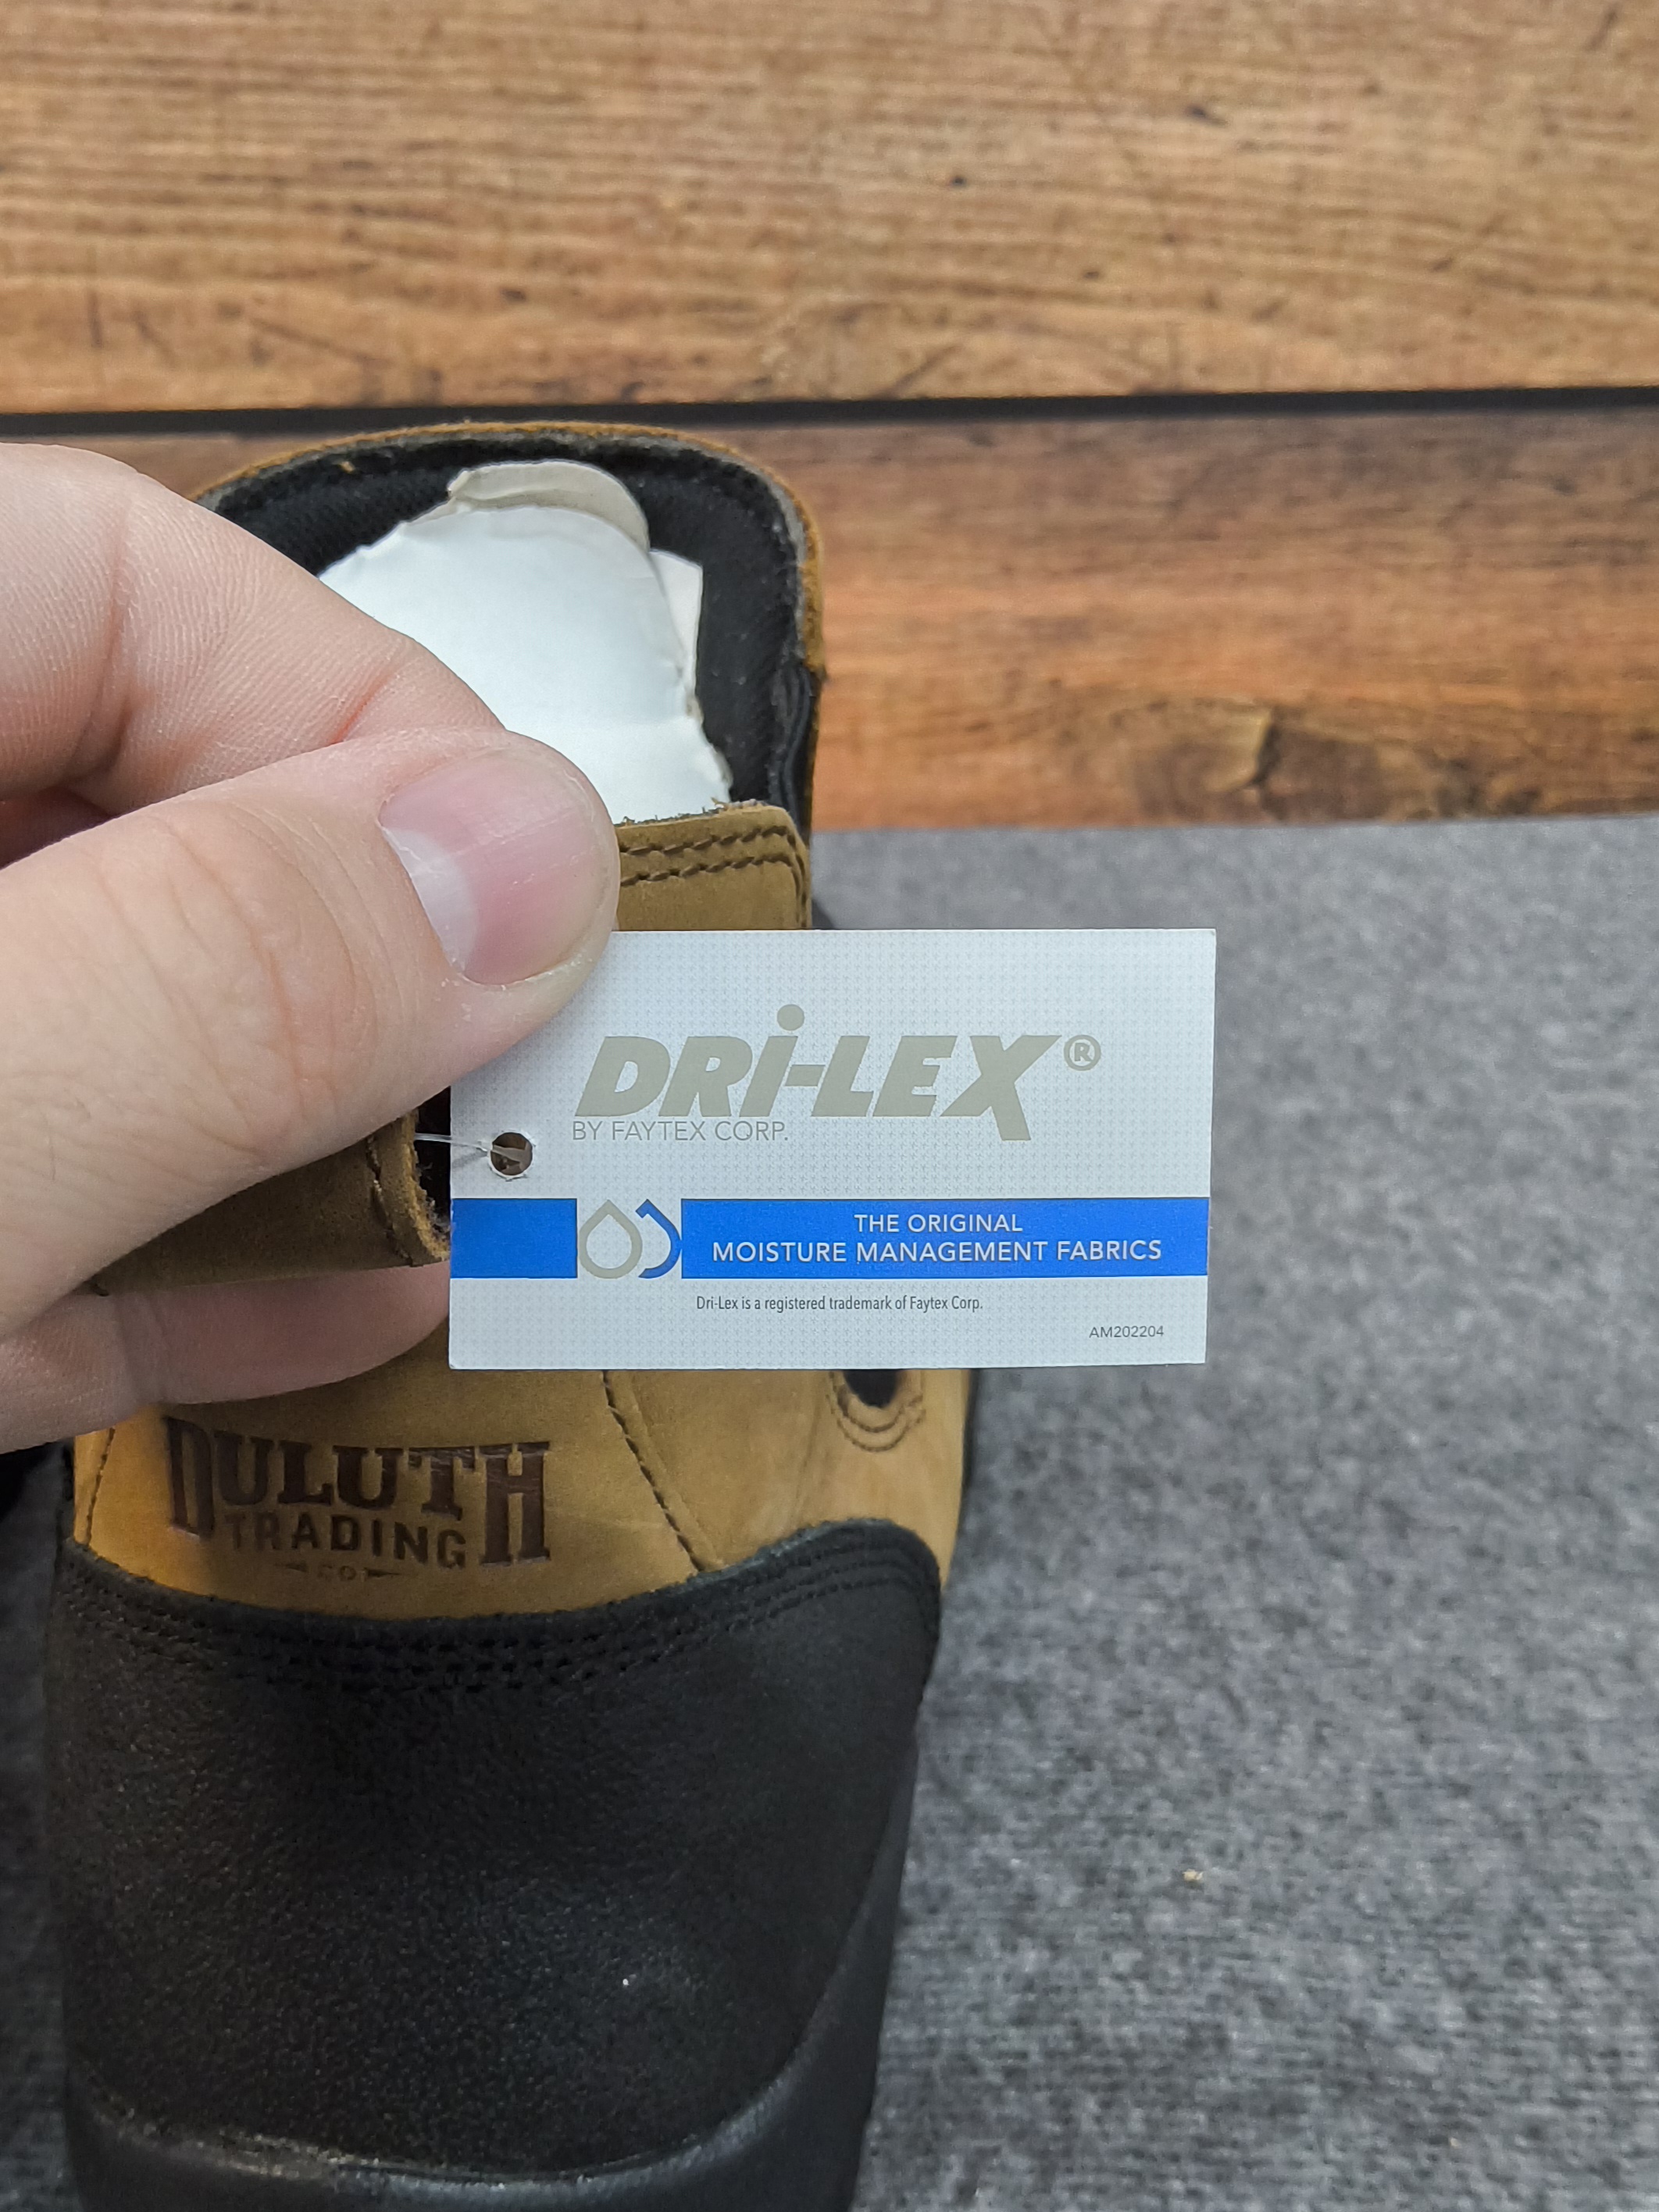 DRi-LEX®
BY FAYTEX CORP.
THE ORIGINAL
MOISTURE MANAGEMENT FABRICS
Dri-Lex is a registered trademark of Faytex Corp.
AM202204
DULUTH
TRADING
CO